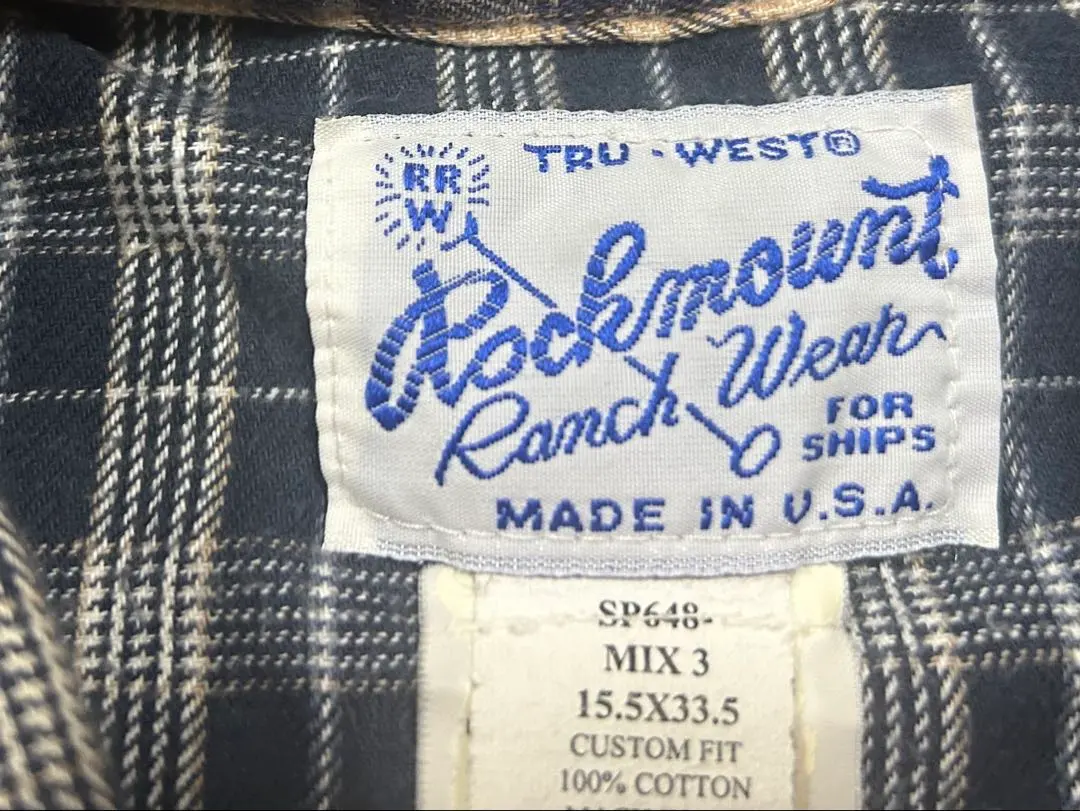 TRU · WEST®
RR
W
Rockmount
Ranch Wear
FOR
SHIPS
MADE IN U.S.A.
SP648-
MIX 3
15.5X33.5
CUSTOM FIT
100% COTTON